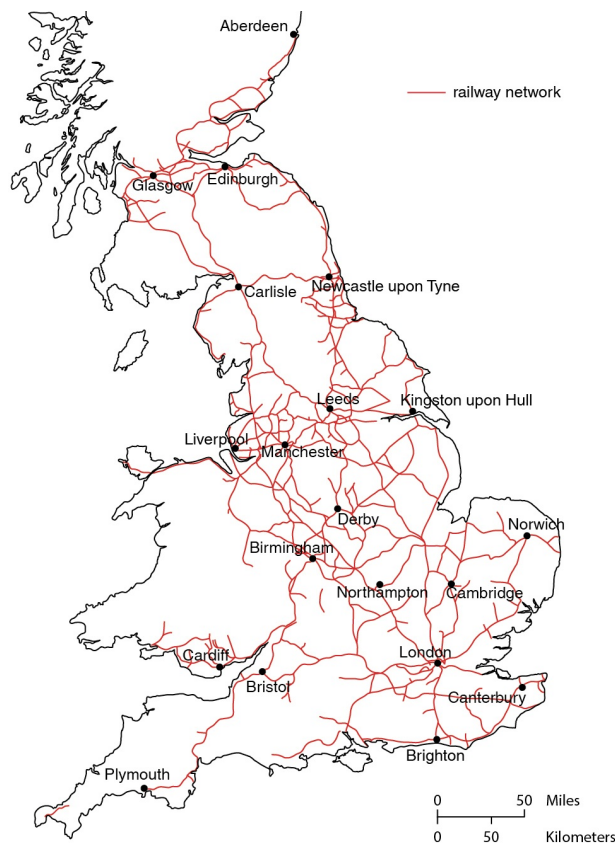 Aberdeen
railway network
Glasgow
Edinburgh
Carlisle
Newcastle upon Tyne
Leeds
Kingston upon Hull
Liverpool
Manchester
Derby
Norwich
Birmingham
Northampton
Cambridge
Cardiff
London
Bristol
Canterbury
Brighton
Plymouth
0 50 Miles
0 50 Kilometers